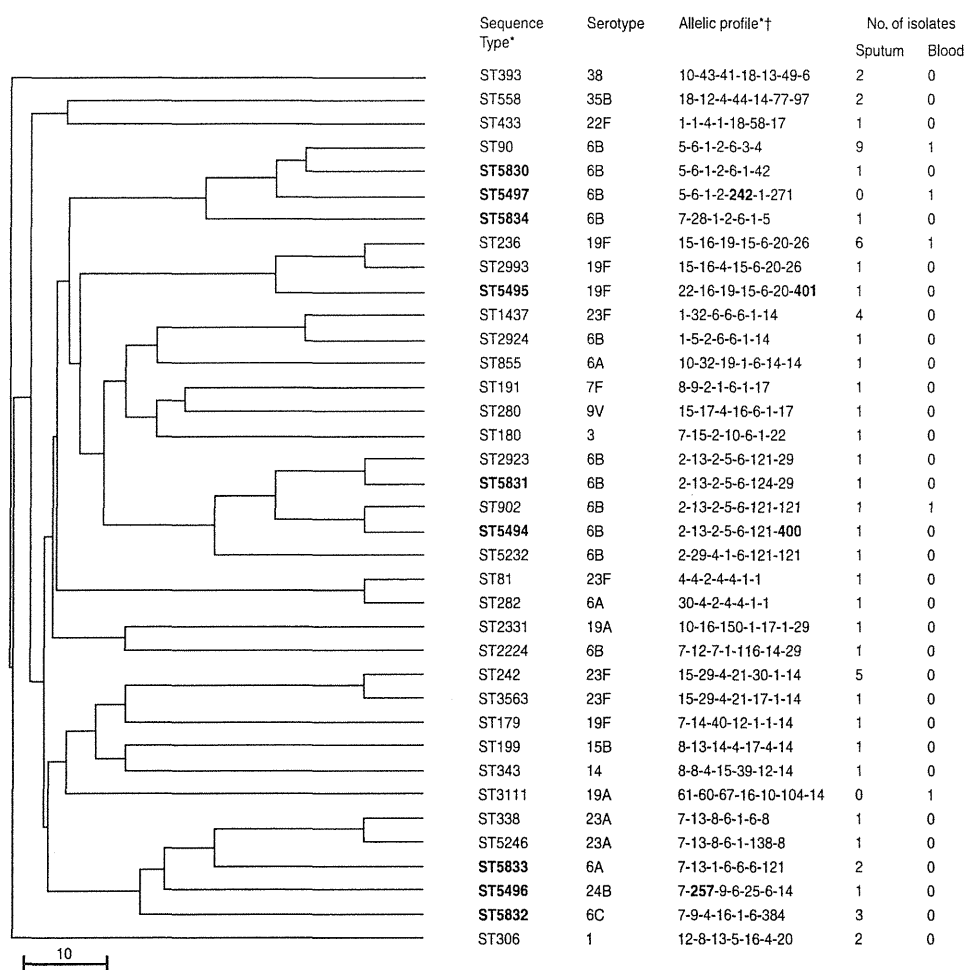 Sequence Type* Serotype Allelic profile*† No. of isolates
Sputum Blood
ST393 38 10-43-41-18-13-49-6 2 0
ST558 35B 18-12-4-44-14-77-97 2 0
ST433 22F 1-1-4-1-18-58-17 1 0
ST90 6B 5-6-1-2-6-3-4 9 1
ST5830 6B 5-6-1-2-6-1-42 1 0
ST5497 6B 5-6-1-2-242-1-271 0 1
ST5834 6B 7-28-1-2-6-1-5 1 0
ST236 19F 15-16-19-15-6-20-26 6 1
ST2993 19F 15-16-4-15-6-20-26 1 0
ST5495 19F 22-16-19-15-6-20-401 1 0
ST1437 23F 1-32-6-6-6-1-14 4 0
ST2924 6B 1-5-2-6-6-1-14 1 0
ST855 6A 10-32-19-1-6-14-14 1 0
ST191 7F 8-9-2-1-6-1-17 1 0
ST280 9V 15-17-4-16-6-1-17 1 0
ST180 3 7-15-2-10-6-1-22 1 0
ST2923 6B 2-13-2-5-6-121-29 1 0
ST5831 6B 2-13-2-5-6-124-29 1 0
ST902 6B 2-13-2-5-6-121-121 1 1
ST5494 6B 2-13-2-5-6-121-400 1 0
ST5232 6B 2-29-4-1-6-121-121 1 0
ST81 23F 4-4-2-4-4-1-1 1 0
ST282 6A 30-4-2-4-4-1-1 1 0
ST2331 19A 10-16-150-1-17-1-29 1 0
ST2224 6B 7-12-7-1-116-14-29 1 0
ST242 23F 15-29-4-21-30-1-14 5 0
ST3563 23F 15-29-4-21-17-1-14 1 0
ST179 19F 7-14-40-12-1-1-14 1 0
ST199 15B 8-13-14-4-17-4-14 1 0
ST343 14 8-8-4-15-39-12-14 1 0
ST3111 19A 61-60-67-16-10-104-14 0 1
ST338 23A 7-13-8-6-1-6-8 1 0
ST5246 23A 7-13-8-6-1-138-8 1 0
ST5833 6A 7-13-1-6-6-6-121 2 0
ST5496 24B 7-257-9-6-25-6-14 1 0
ST5832 6C 7-9-4-16-1-6-384 3 0
ST306 1 12-8-13-5-16-4-20 2 0
10